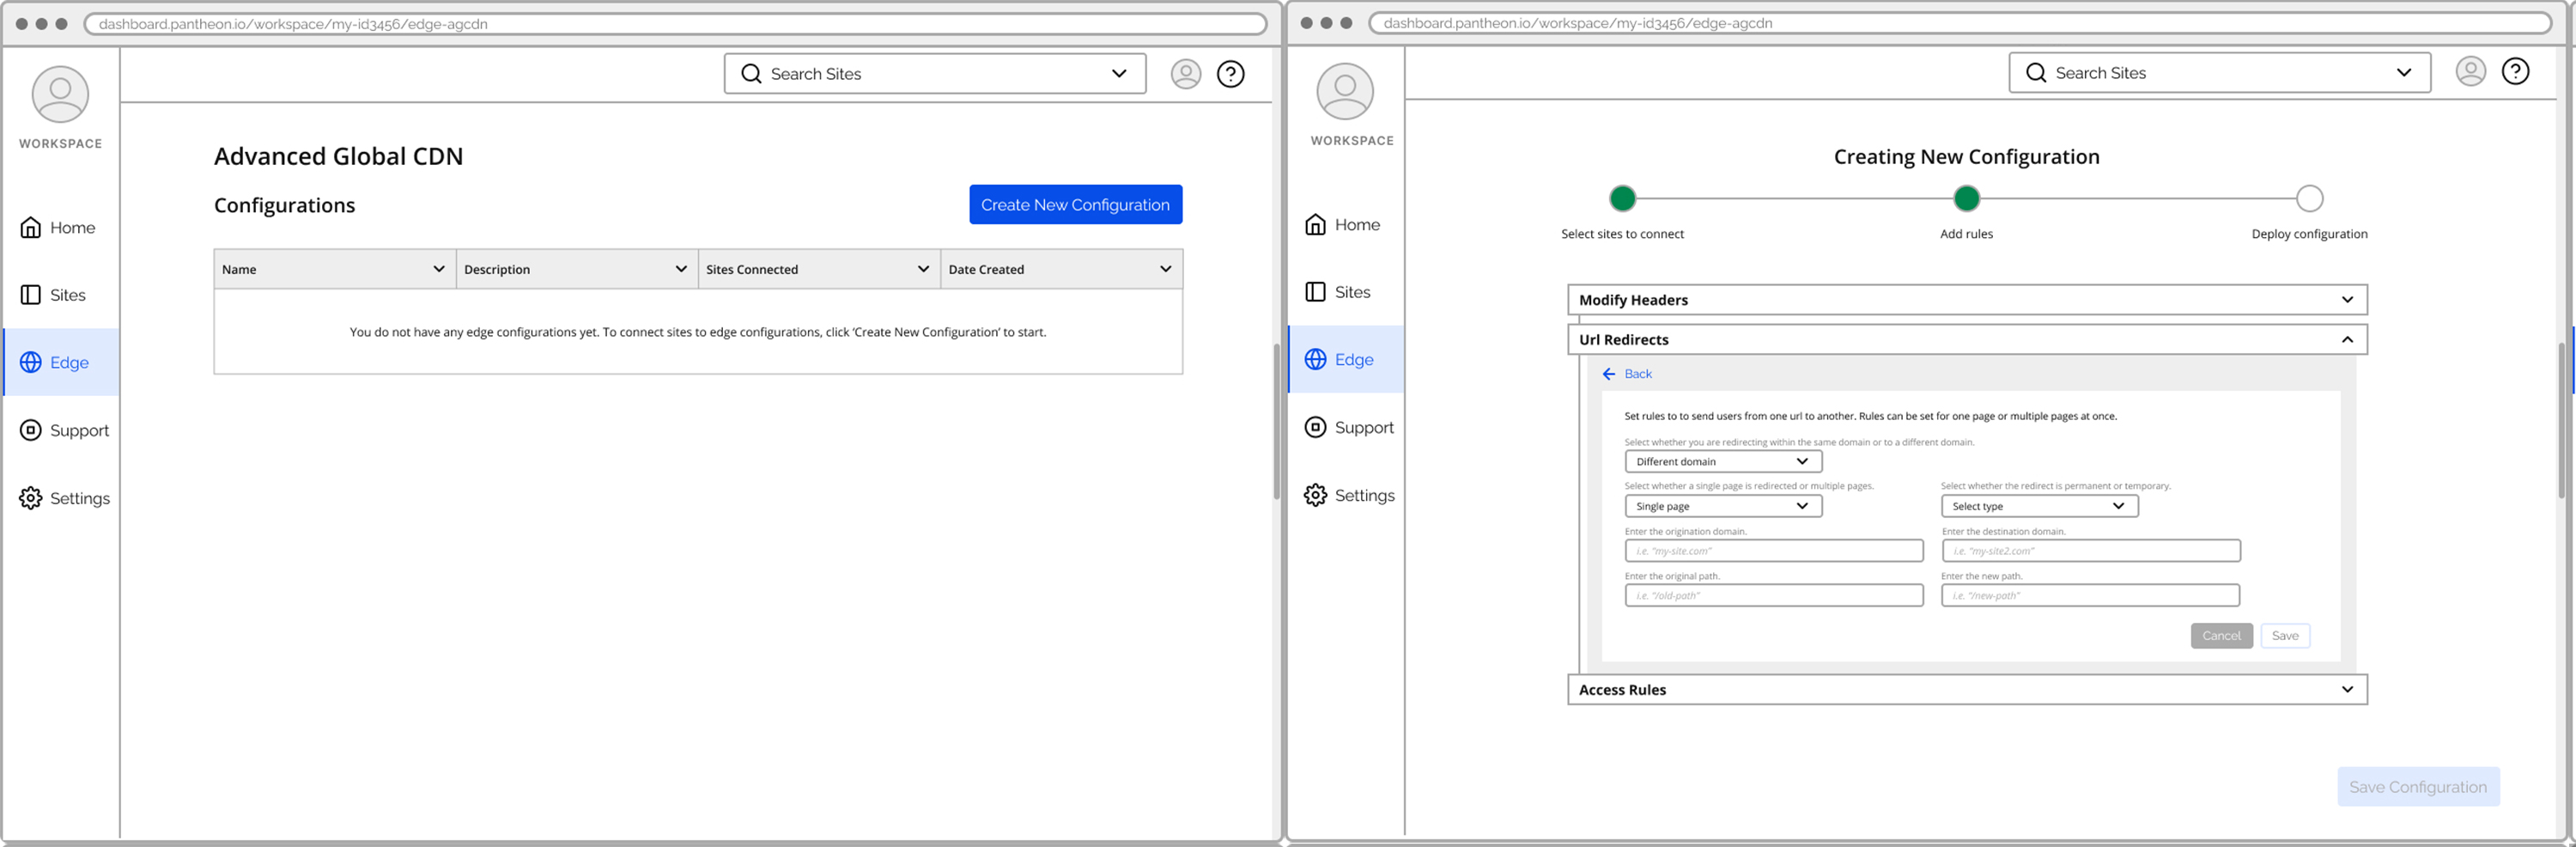 dashboard.pantheon.io/workspace/my-id3456/edge-agcdn
Search Sites
WORKSPACE
Home
Sites
Edge
Support
Settings
Advanced Global CDN
Configurations
Create New Configuration
Name Description Sites Connected Date Created
You do not have any edge configurations yet. To connect sites to edge configurations, click ‘Create New Configuration’ to start.
dashboard.pantheon.io/workspace/my-id3456/edge-agcdn
Search Sites
WORKSPACE
Home
Sites
Edge
Support
Settings
Creating New Configuration
Select sites to connect Add rules Deploy configuration
Modify Headers
Url Redirects
Back
Set rules to to send users from one url to another. Rules can be set for one page or multiple pages at once.
Select whether you are redirecting within the same domain or to a different domain.
Different domain
Select whether a single page is redirected or multiple pages. Select whether the redirect is permanent or temporary.
Single page Select type
Enter the origination domain. Enter the destination domain.
i.e. “my-site.com” i.e. “my-site2.com”
Enter the original path. Enter the new path.
i.e. “/old-path” i.e. “/new-path”
Cancel Save
Access Rules
Save Configuration